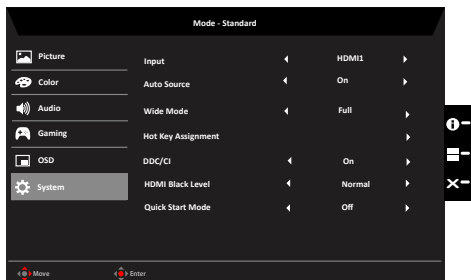 Mode - Standard
Picture
Color
Audio
Gaming
OSD
System
Input HDMI1
Auto Source On
Wide Mode Full
Hot Key Assignment
DDC/CI On
HDMI Black Level Normal
Quick Start Mode Off
Move Enter